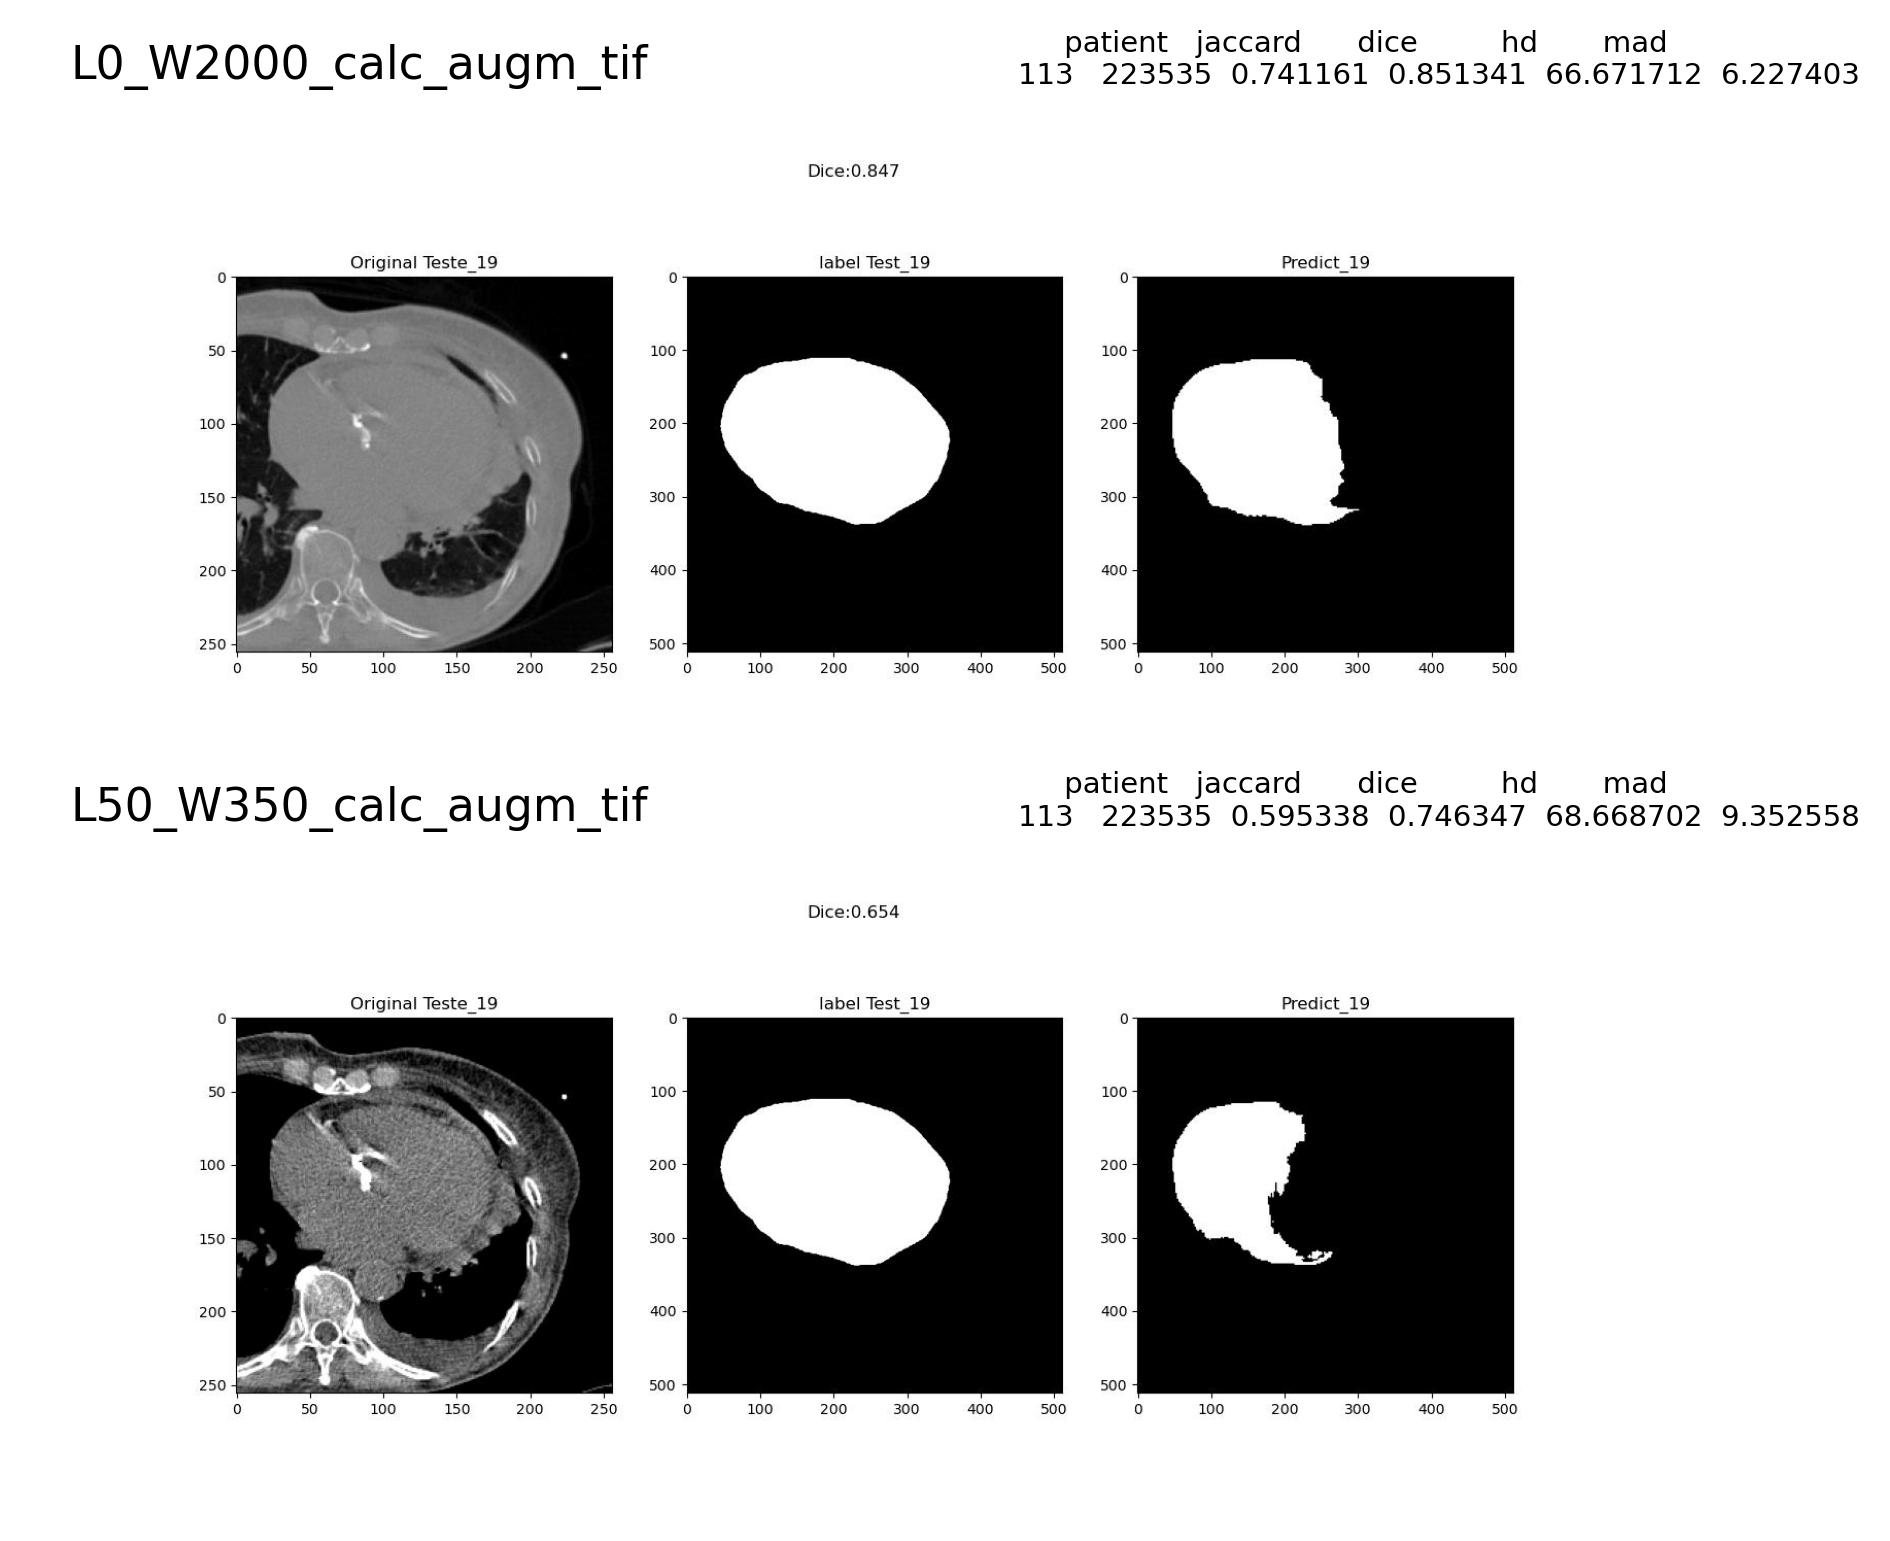 L0_W2000_calc_augm_tif
patient jaccard dice hd mad
113 223535 0.741161 0.851341 66.671712 6.227403
Dice:0.847
Original Teste_19
label Test_19
Predict_19
0
50
100
150
200
250
0 50 100 150 200 250
0
100
200
300
400
500
0 100 200 300 400 500
0
100
200
300
400
500
0 100 200 300 400 500
L50_W350_calc_augm_tif
patient jaccard dice hd mad
113 223535 0.595338 0.746347 68.668702 9.352558
Dice:0.654
Original Teste_19
label Test_19
Predict_19
0
50
100
150
200
250
0 50 100 150 200 250
0
100
200
300
400
500
0 100 200 300 400 500
0
100
200
300
400
500
0 100 200 300 400 500